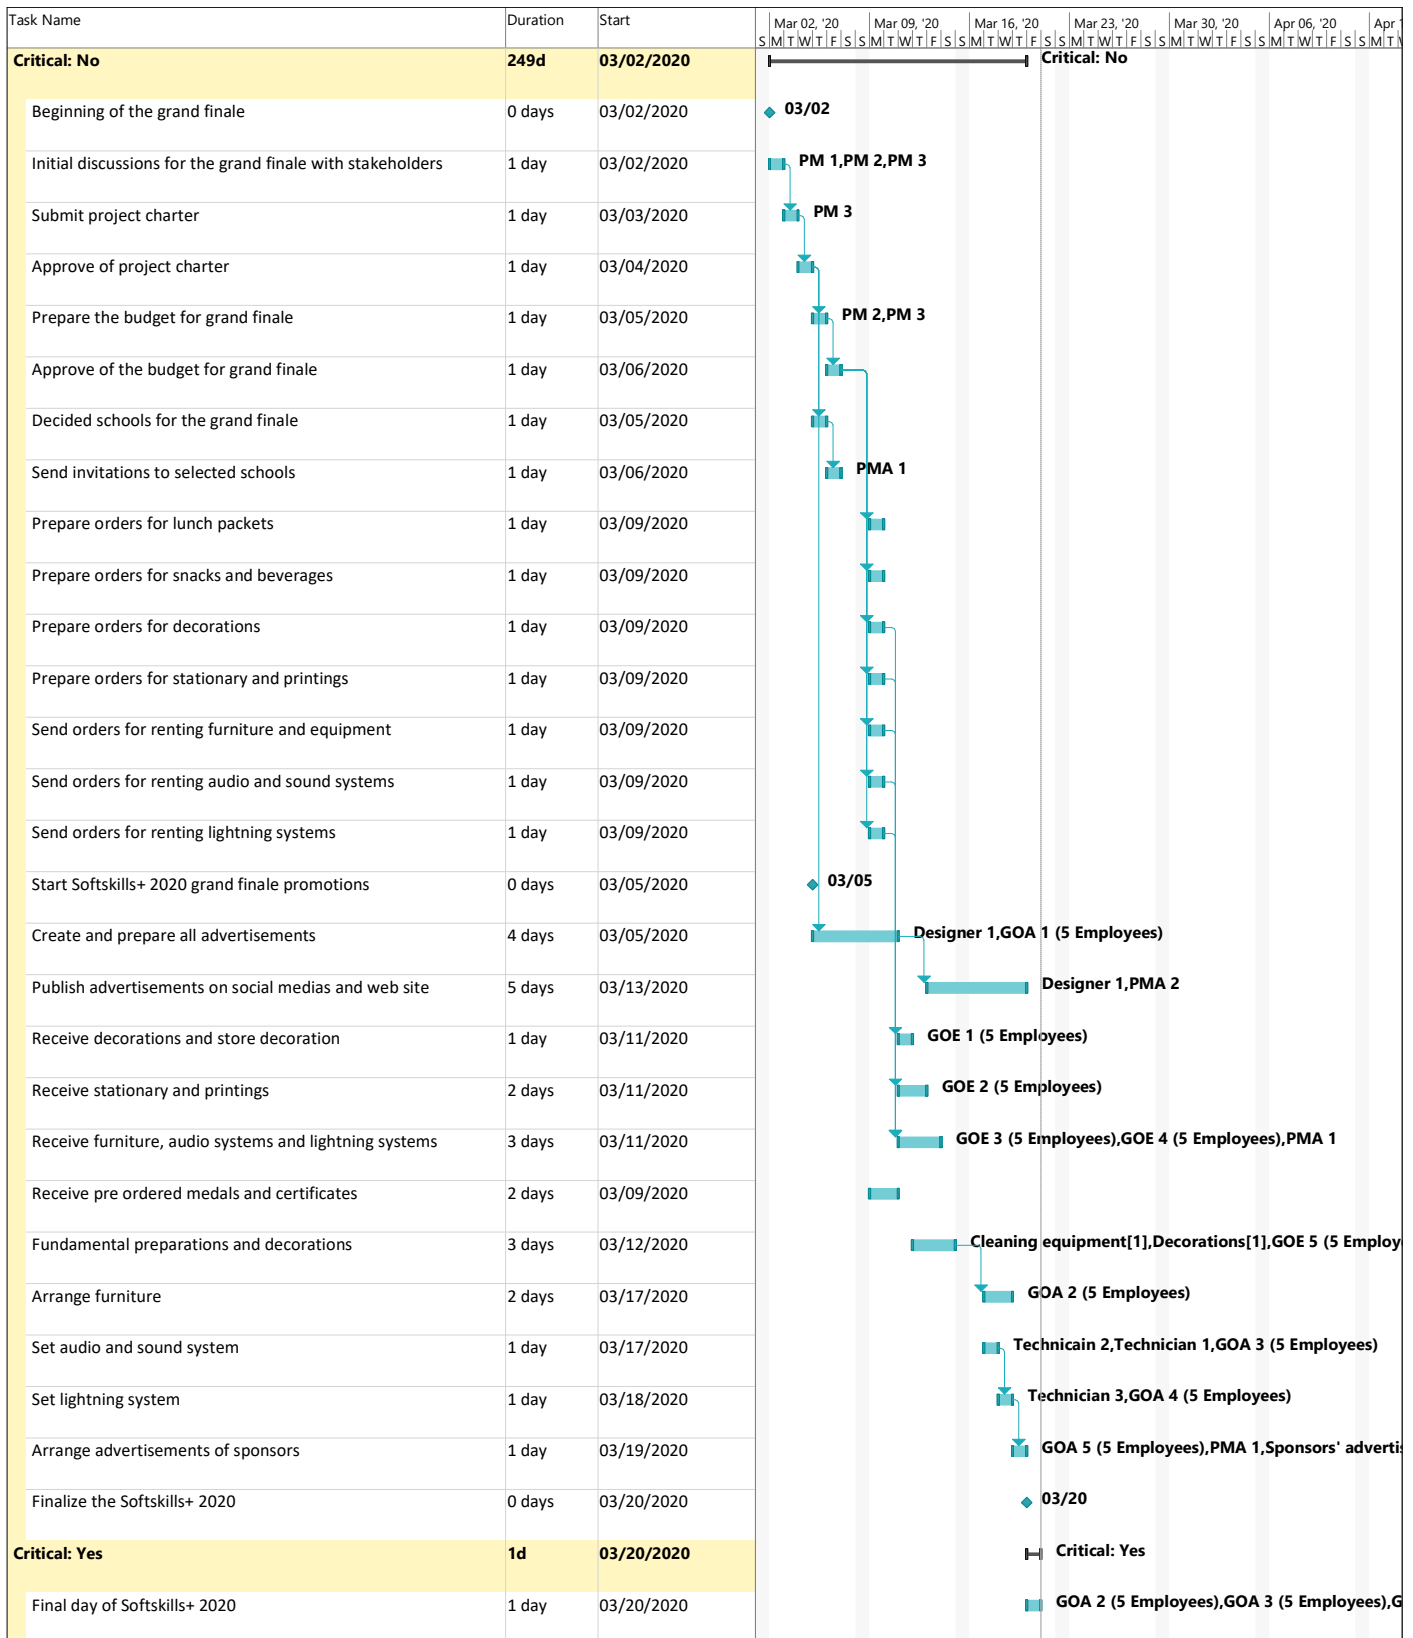 Task Name Duration Start Mar 02, '20 Mar 09, '20 Mar 16, '20 Mar 23, '20 Mar 30, '20 Apr 06, '20 Apr
S M T W T F S S M T W T F S S M T W T F S S M T W T F S S M T W T F S S M T W T F S S M T
Critical: No 249d 03/02/2020 Critical: No
Beginning of the grand finale 0 days 03/02/2020 03/02
Initial discussions for the grand finale with stakeholders 1 day 03/02/2020 PM 1,PM 2,PM 3
Submit project charter 1 day 03/03/2020 PM 3
Approve of project charter 1 day 03/04/2020
Prepare the budget for grand finale 1 day 03/05/2020 PM 2,PM 3
Approve of the budget for grand finale 1 day 03/06/2020
Decided schools for the grand finale 1 day 03/05/2020
Send invitations to selected schools 1 day 03/06/2020 PMA 1
Prepare orders for lunch packets 1 day 03/09/2020
Prepare orders for snacks and beverages 1 day 03/09/2020
Prepare orders for decorations 1 day 03/09/2020
Prepare orders for stationary and printings 1 day 03/09/2020
Send orders for renting furniture and equipment 1 day 03/09/2020
Send orders for renting audio and sound systems 1 day 03/09/2020
Send orders for renting lightning systems 1 day 03/09/2020
Start Softskills+ 2020 grand finale promotions 0 days 03/05/2020 03/05
Create and prepare all advertisements 4 days 03/05/2020 Designer 1,GOA 1 (5 Employees)
Publish advertisements on social medias and web site 5 days 03/13/2020 Designer 1,PMA 2
Receive decorations and store decoration 1 day 03/11/2020 GOE 1 (5 Employees)
Receive stationary and printings 2 days 03/11/2020 GOE 2 (5 Employees)
Receive furniture, audio systems and lightning systems 3 days 03/11/2020 GOE 3 (5 Employees),GOE 4 (5 Employees),PMA 1
Receive pre ordered medals and certificates 2 days 03/09/2020
Fundamental preparations and decorations 3 days 03/12/2020 Cleaning equipment[1],Decorations[1],GOE 5 (5 Employ
Arrange furniture 2 days 03/17/2020 GOA 2 (5 Employees)
Set audio and sound system 1 day 03/17/2020 Technicain 2,Technician 1,GOA 3 (5 Employees)
Set lightning system 1 day 03/18/2020 Technician 3,GOA 4 (5 Employees)
Arrange advertisements of sponsors 1 day 03/19/2020 GOA 5 (5 Employees),PMA 1,Sponsors' adverti
Finalize the Softskills+ 2020 0 days 03/20/2020 03/20
Critical: Yes 1d 03/20/2020 Critical: Yes
Final day of Softskills+ 2020 1 day 03/20/2020 GOA 2 (5 Employees),GOA 3 (5 Employees),G